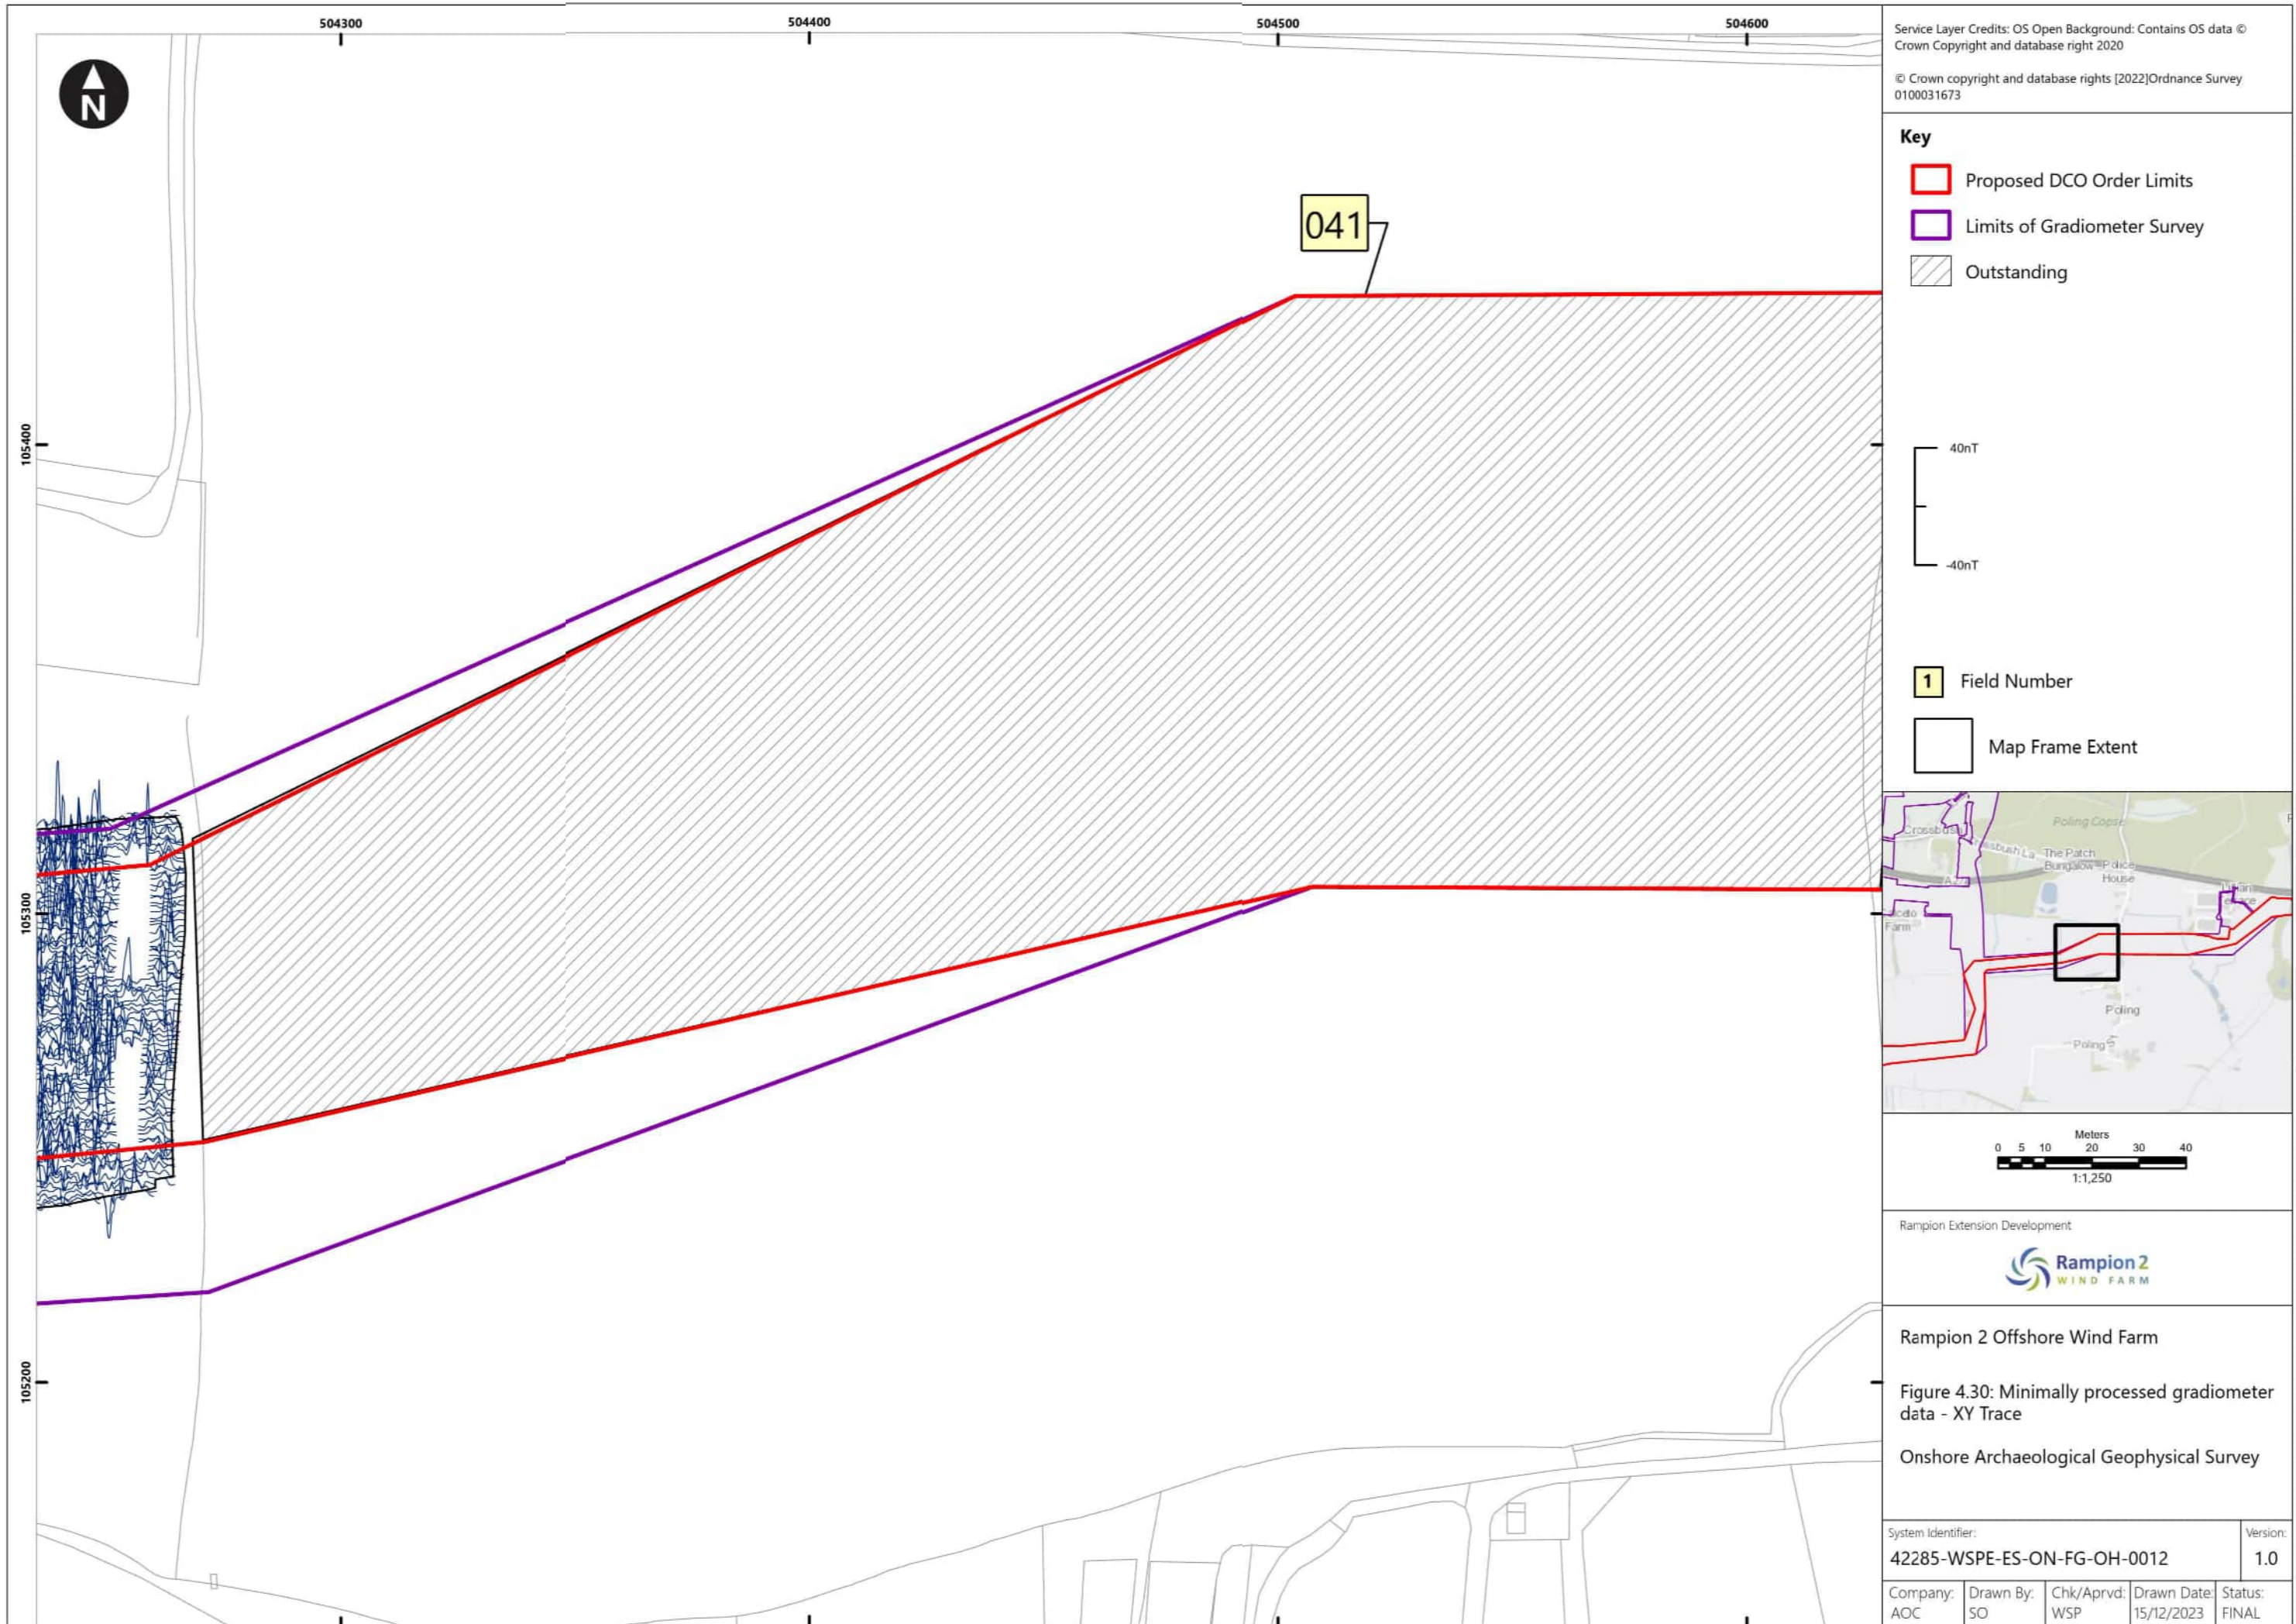 504300
504400
504500
504600
N
041
105400
105300
105200
Service Layer Credits: OS Open Background: Contains OS data ©
Crown Copyright and database right 2020
© Crown copyright and database rights [2022]Ordnance Survey
0100031673
Key
Proposed DCO Order Limits
Limits of Gradiometer Survey
Outstanding
40nT
-40nT
1 Field Number
Map Frame Extent
Poling Copse
The Patch
Bungalow
Police
House
Farm
Poling
Poling St
Meters
0 5 10 20 30 40
1:1,250
Rampion Extension Development
Rampion 2
WIND FARM
Rampion 2 Offshore Wind Farm
Figure 4.30: Minimally processed gradiometer
data - XY Trace
Onshore Archaeological Geophysical Survey
System Identifier: Version:
42285-WSPE-ES-ON-FG-OH-0012 1.0
Company: Drawn By: Chk/Aprvd: Drawn Date: Status:
AOC SO WSP 15/12/2023 FINAL